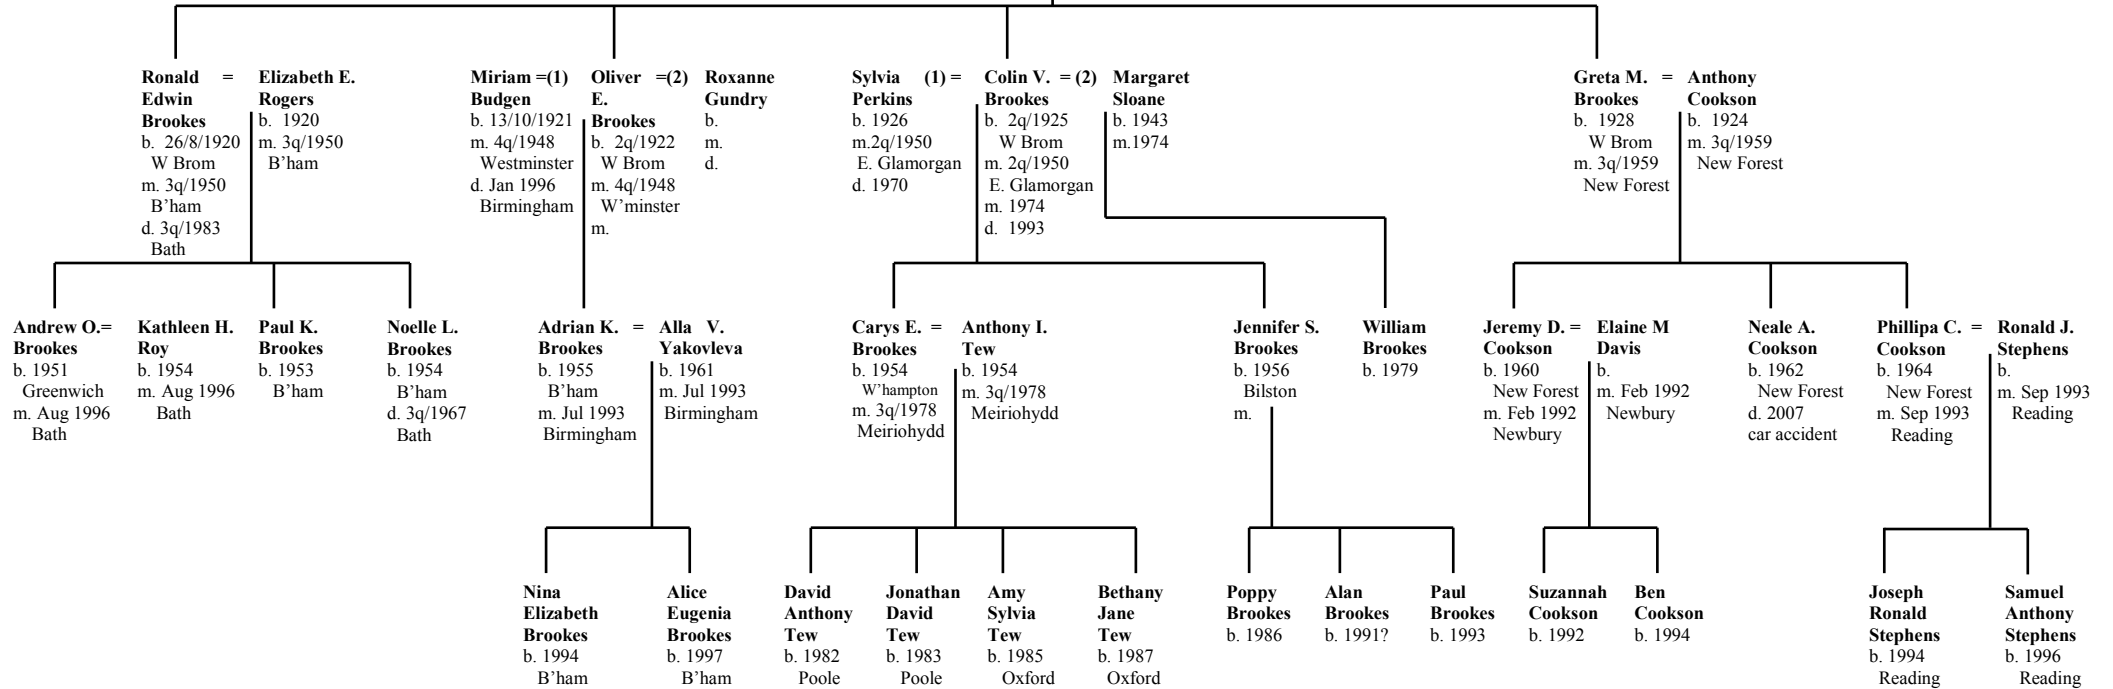 Ronald =
Edwin
Brookes
b. 26/8/1920
W Brom
m. 3q/1950
B'ham
d. 3q/1983
Bath
Elizabeth E.
Rogers
b. 1920
m. 3q/1950
B'ham
Miriam =(1)
Budgen
b. 13/10/1921
m. 4q/1948
Westminster
d. Jan 1996
Birmingham
Oliver =(2)
E.
Brookes
b. 2q/1922
W Brom
m. 4q/1948
W'minster
m.
Roxanne
Gundry
b.
m.
d.
Sylvia (1) =
Perkins
b. 1926
m.2q/1950
E. Glamorgan
d. 1970
Colin V. = (2)
Brookes
b. 2q/1925
W Brom
m. 2q/1950
E. Glamorgan
m. 1974
d. 1993
Margaret
Sloane
b. 1943
m.1974
Greta M. =
Brookes
b. 1928
W Brom
m. 3q/1959
New Forest
Anthony
Cookson
b. 1924
m. 3q/1959
New Forest
Andrew O.=
Brookes
b. 1951
Greenwich
m. Aug 1996
Bath
Kathleen H.
Roy
b. 1954
m. Aug 1996
Bath
Paul K.
Brookes
b. 1953
B'ham
Noelle L.
Brookes
b. 1954
B'ham
d. 3q/1967
Bath
Adrian K. =
Brookes
b. 1955
B'ham
m. Jul 1993
Birmingham
Alla V.
Yakovleva
b. 1961
m. Jul 1993
Birmingham
Carys E. =
Brookes
b. 1954
W'hampton
m. 3q/1978
Meiriohydd
Anthony I.
Tew
b. 1954
m. 3q/1978
Meiriohydd
Jennifer S.
Brookes
b. 1956
Bilston
m.
William
Brookes
b. 1979
Jeremy D. =
Cookson
b. 1960
New Forest
m. Feb 1992
Newbury
Elaine M
Davis
b.
m. Feb 1992
Newbury
Neale A.
Cookson
b. 1962
New Forest
d. 2007
car accident
Phillipa C. =
Cookson
b. 1964
New Forest
m. Sep 1993
Reading
Ronald J.
Stephens
b.
m. Sep 1993
Reading
Nina
Elizabeth
Brookes
b. 1994
B'ham
Alice
Eugenia
Brookes
b. 1997
B'ham
David
Anthony
Tew
b. 1982
Poole
Jonathan
David
Tew
b. 1983
Poole
Amy
Sylvia
Tew
b. 1985
Oxford
Bethany
Jane
Tew
b. 1987
Oxford
Poppy
Brookes
b. 1986
Alan
Brookes
b. 1991?
Paul
Brookes
b. 1993
Suzannah
Cookson
b. 1992
Ben
Cookson
b. 1994
Joseph
Ronald
Stephens
b. 1994
Reading
Samuel
Anthony
Stephens
b. 1996
Reading